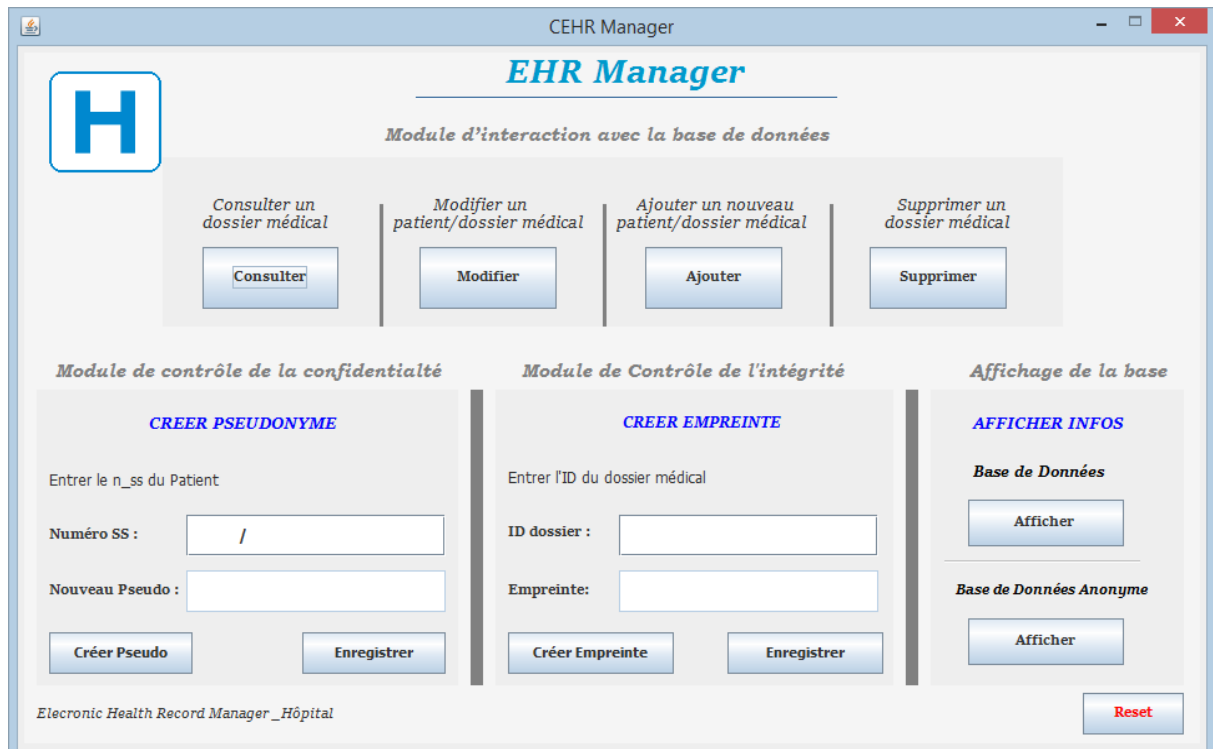 CEHR Manager
EHR Manager
H
Module d'interaction avec la base de données
Consulter un
dossier médical
Modifier un
patient/dossier médical
Ajouter un nouveau
patient/dossier médical
Supprimer un
dossier médical
Consulter
Modifier
Ajouter
Supprimer
Module de contrôle de la confidentialté
CREER PSEUDONYME
Entrer le n_ss du Patient
Numéro SS :
/
Nouveau Pseudo :
Créer Pseudo
Enregistrer
Module de Contrôle de l'intégrité
CREER EMPREINTE
Entrer l'ID du dossier médical
ID dossier :
Empreinte:
Créer Empreinte
Enregistrer
Affichage de la base
AFFICHER INFOS
Base de Données
Afficher
Base de Données Anonyme
Afficher
Elecronic Health Record Manager _Hôpital
Reset